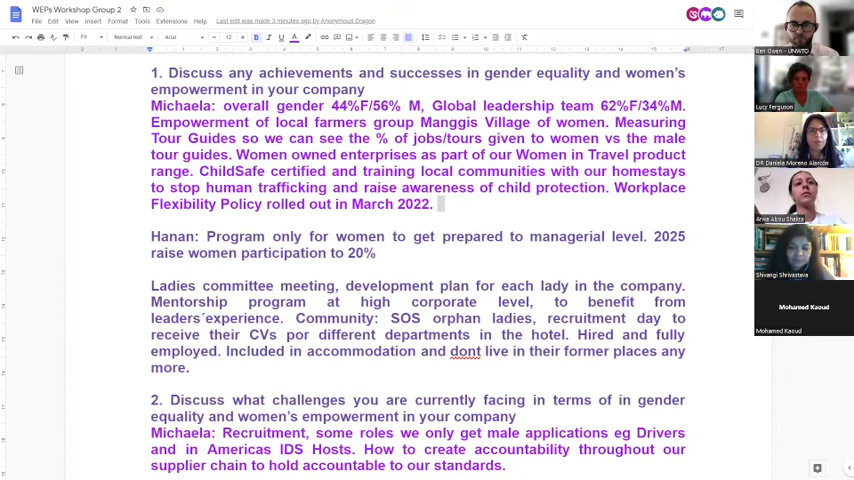 WEPs Workshop Group 2
File Edit View Insert Format Tools Extensions Help Last edit was made 3 minutes ago by Anonymous Dragon
Normal text Arial 12
1. Discuss any achievements and successes in gender equality and women's
empowerment in your company
Michaela: overall gender 44%F/56% M, Global leadership team 62%F/34%M.
Empowerment of local farmers group Manggis Village of women. Measuring
Tour Guides so we can see the % of jobs/tours given to women vs the male
tour guides. Women owned enterprises as part of our Women in Travel product
range. ChildSafe certified and training local communities with our homestays
to stop human trafficking and raise awareness of child protection. Workplace
Flexibility Policy rolled out in March 2022.
Hanan: Program only for women to get prepared to managerial level. 2025
raise women participation to 20%
Ladies committee meeting, development plan for each lady in the company.
Mentorship program at high corporate level, to benefit from
leaders´experience. Community: SOS orphan ladies, recruitment day to
receive their CVs por different departments in the hotel. Hired and fully
employed. Included in accommodation and dont live in their former places any
more.
2. Discuss what challenges you are currently facing in terms of in gender
equality and women's empowerment in your company
Michaela: Recruitment, some roles we only get male applications eg Drivers
and in Americas IDS Hosts. How to create accountability throughout our
supplier chain to hold accountable to our standards.
Ben Owen - UNWTO
Lucy Ferguson
DR Daniela Moreno Alarcón
Arwa Abou Shakra
Shivangi Shrivastava
Mohamed Kaoud
Mohamed Kaoud